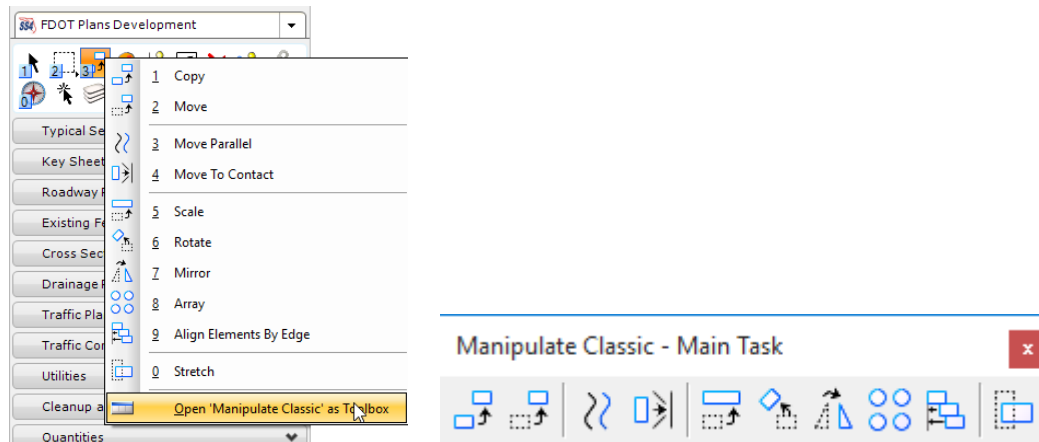 SS4 FDOT Plans Development
1 2 3
0
1 Copy
2 Move
3 Move Parallel
4 Move To Contact
5 Scale
6 Rotate
7 Mirror
8 Array
9 Align Elements By Edge
0 Stretch
Open 'Manipulate Classic' as Toolbox
Typical Se
Key Sheet
Roadway
Existing Fe
Cross Sec
Drainage
Traffic Pla
Traffic Cor
Utilities
Cleanup a
Quantities
Manipulate Classic - Main Task
x